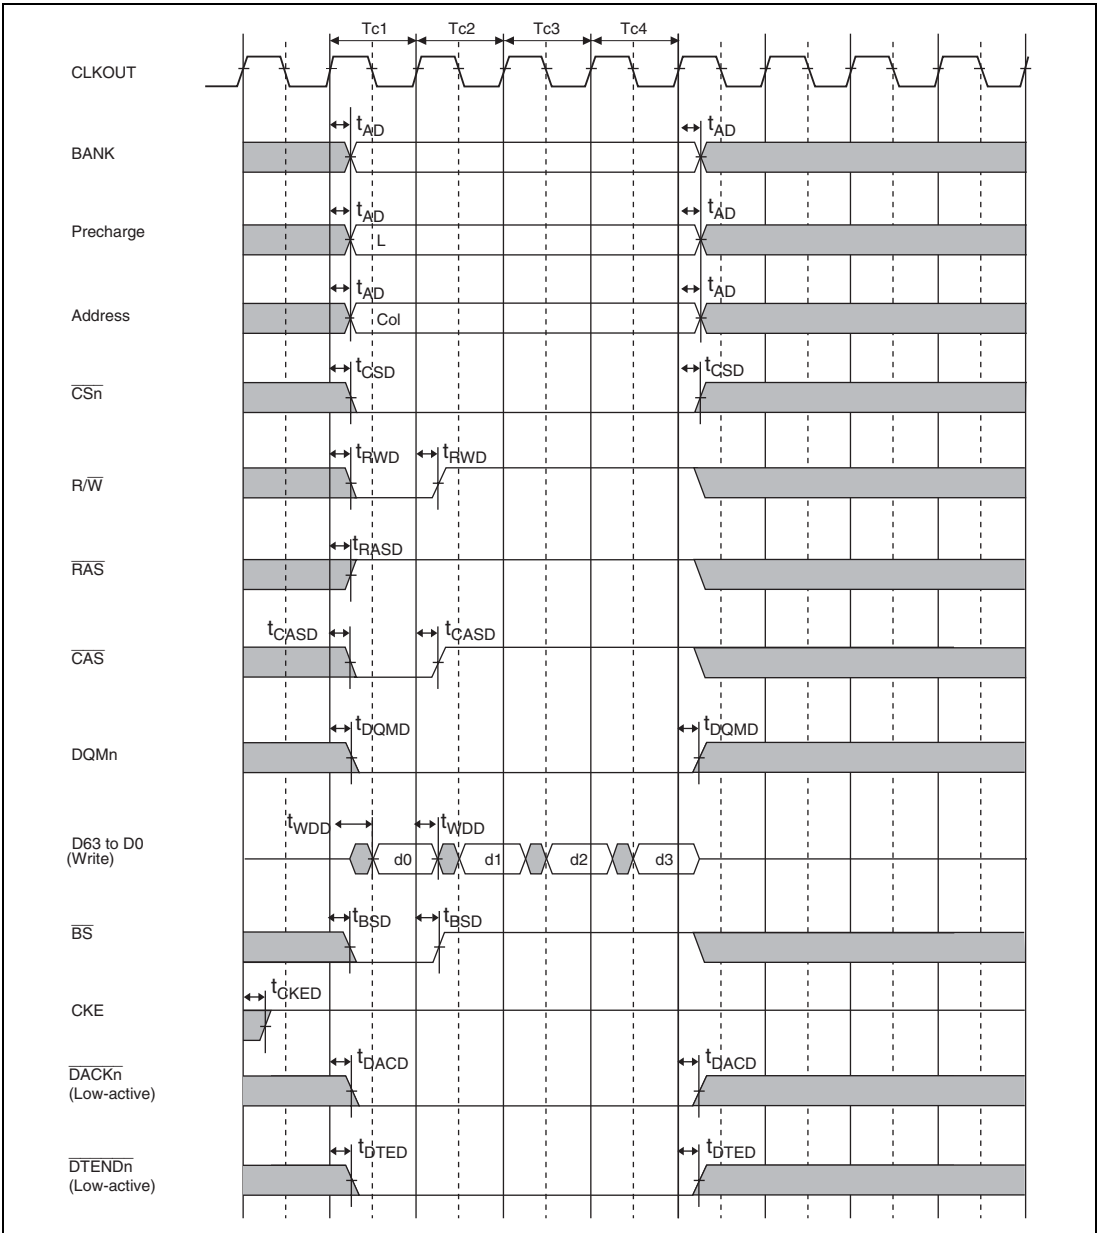 Tc1 Tc2 Tc3 Tc4
CLKOUT
tAD tAD
BANK
tAD tAD
Precharge
L
tAD tAD
Address
Col
tCSD tCSD
CSn
tRWD tRWD
R/W
tRASD
RAS
tCASD tCASD
CAS
tDQMD tDQMD
DQMn
tWDD tWDD
D63 to D0
(Write)
d0 d1 d2 d3
tBSD tBSD
BS
tCKED
CKE
tDACD tDACD
DACKn
(Low-active)
tDTED tDTED
DTENDn
(Low-active)